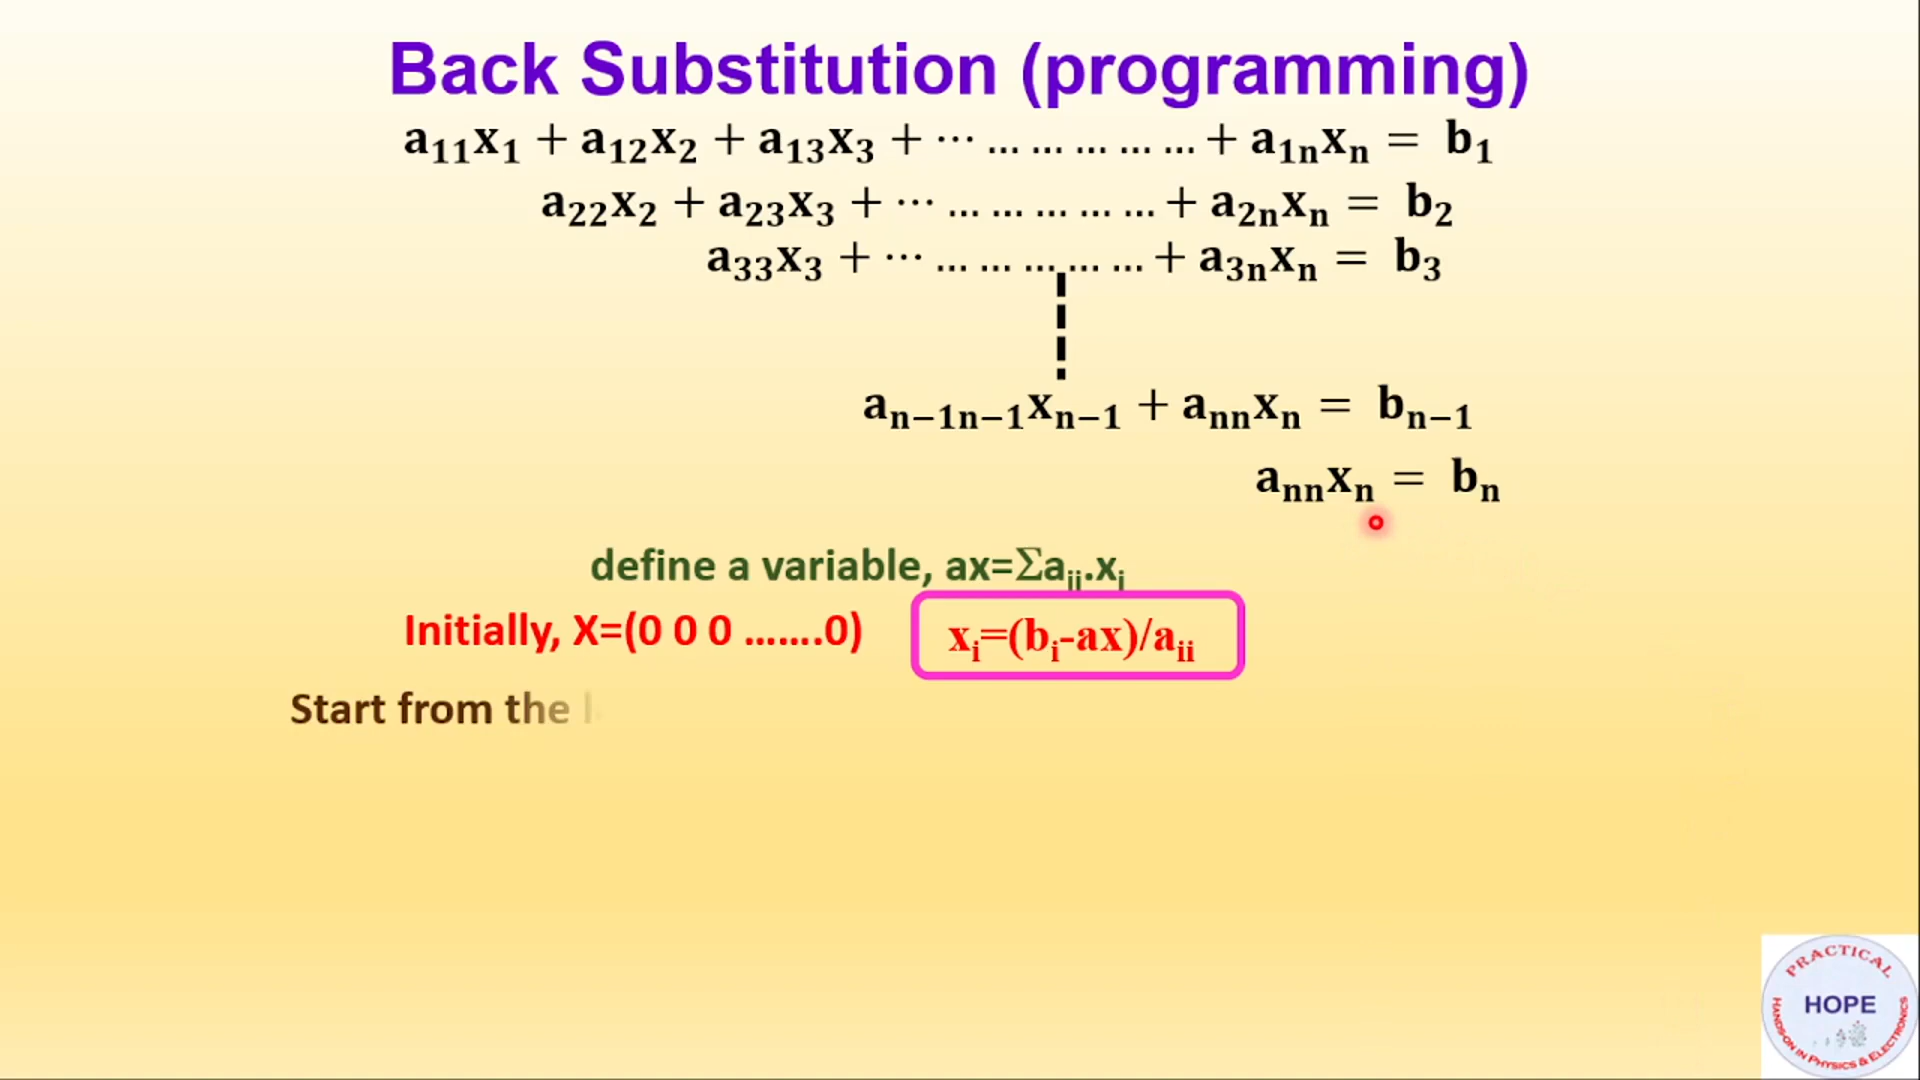 Back Substitution (programming)
a₁₁x₁ + a₁₂x₂ + a₁₃x₃ + ⋯ … … … … … + a₁ₙxₙ = b₁
a₂₂x₂ + a₂₃x₃ + ⋯ … … … … … + a₂ₙxₙ = b₂
a₃₃x₃ + ⋯ … … … … … + a₃ₙxₙ = b₃
aₙ₋₁ₙ₋₁xₙ₋₁ + aₙₙxₙ = bₙ₋₁
aₙₙxₙ = bₙ
define a variable, ax=Σaᵢⱼ.xⱼ
Initially, X=(0 0 0 .......0) xᵢ=(bᵢ-ax)/aᵢᵢ
Start from the
PRACTICAL
HOPE
HANDS-ON IN PHYSICS & ELECTRONICS